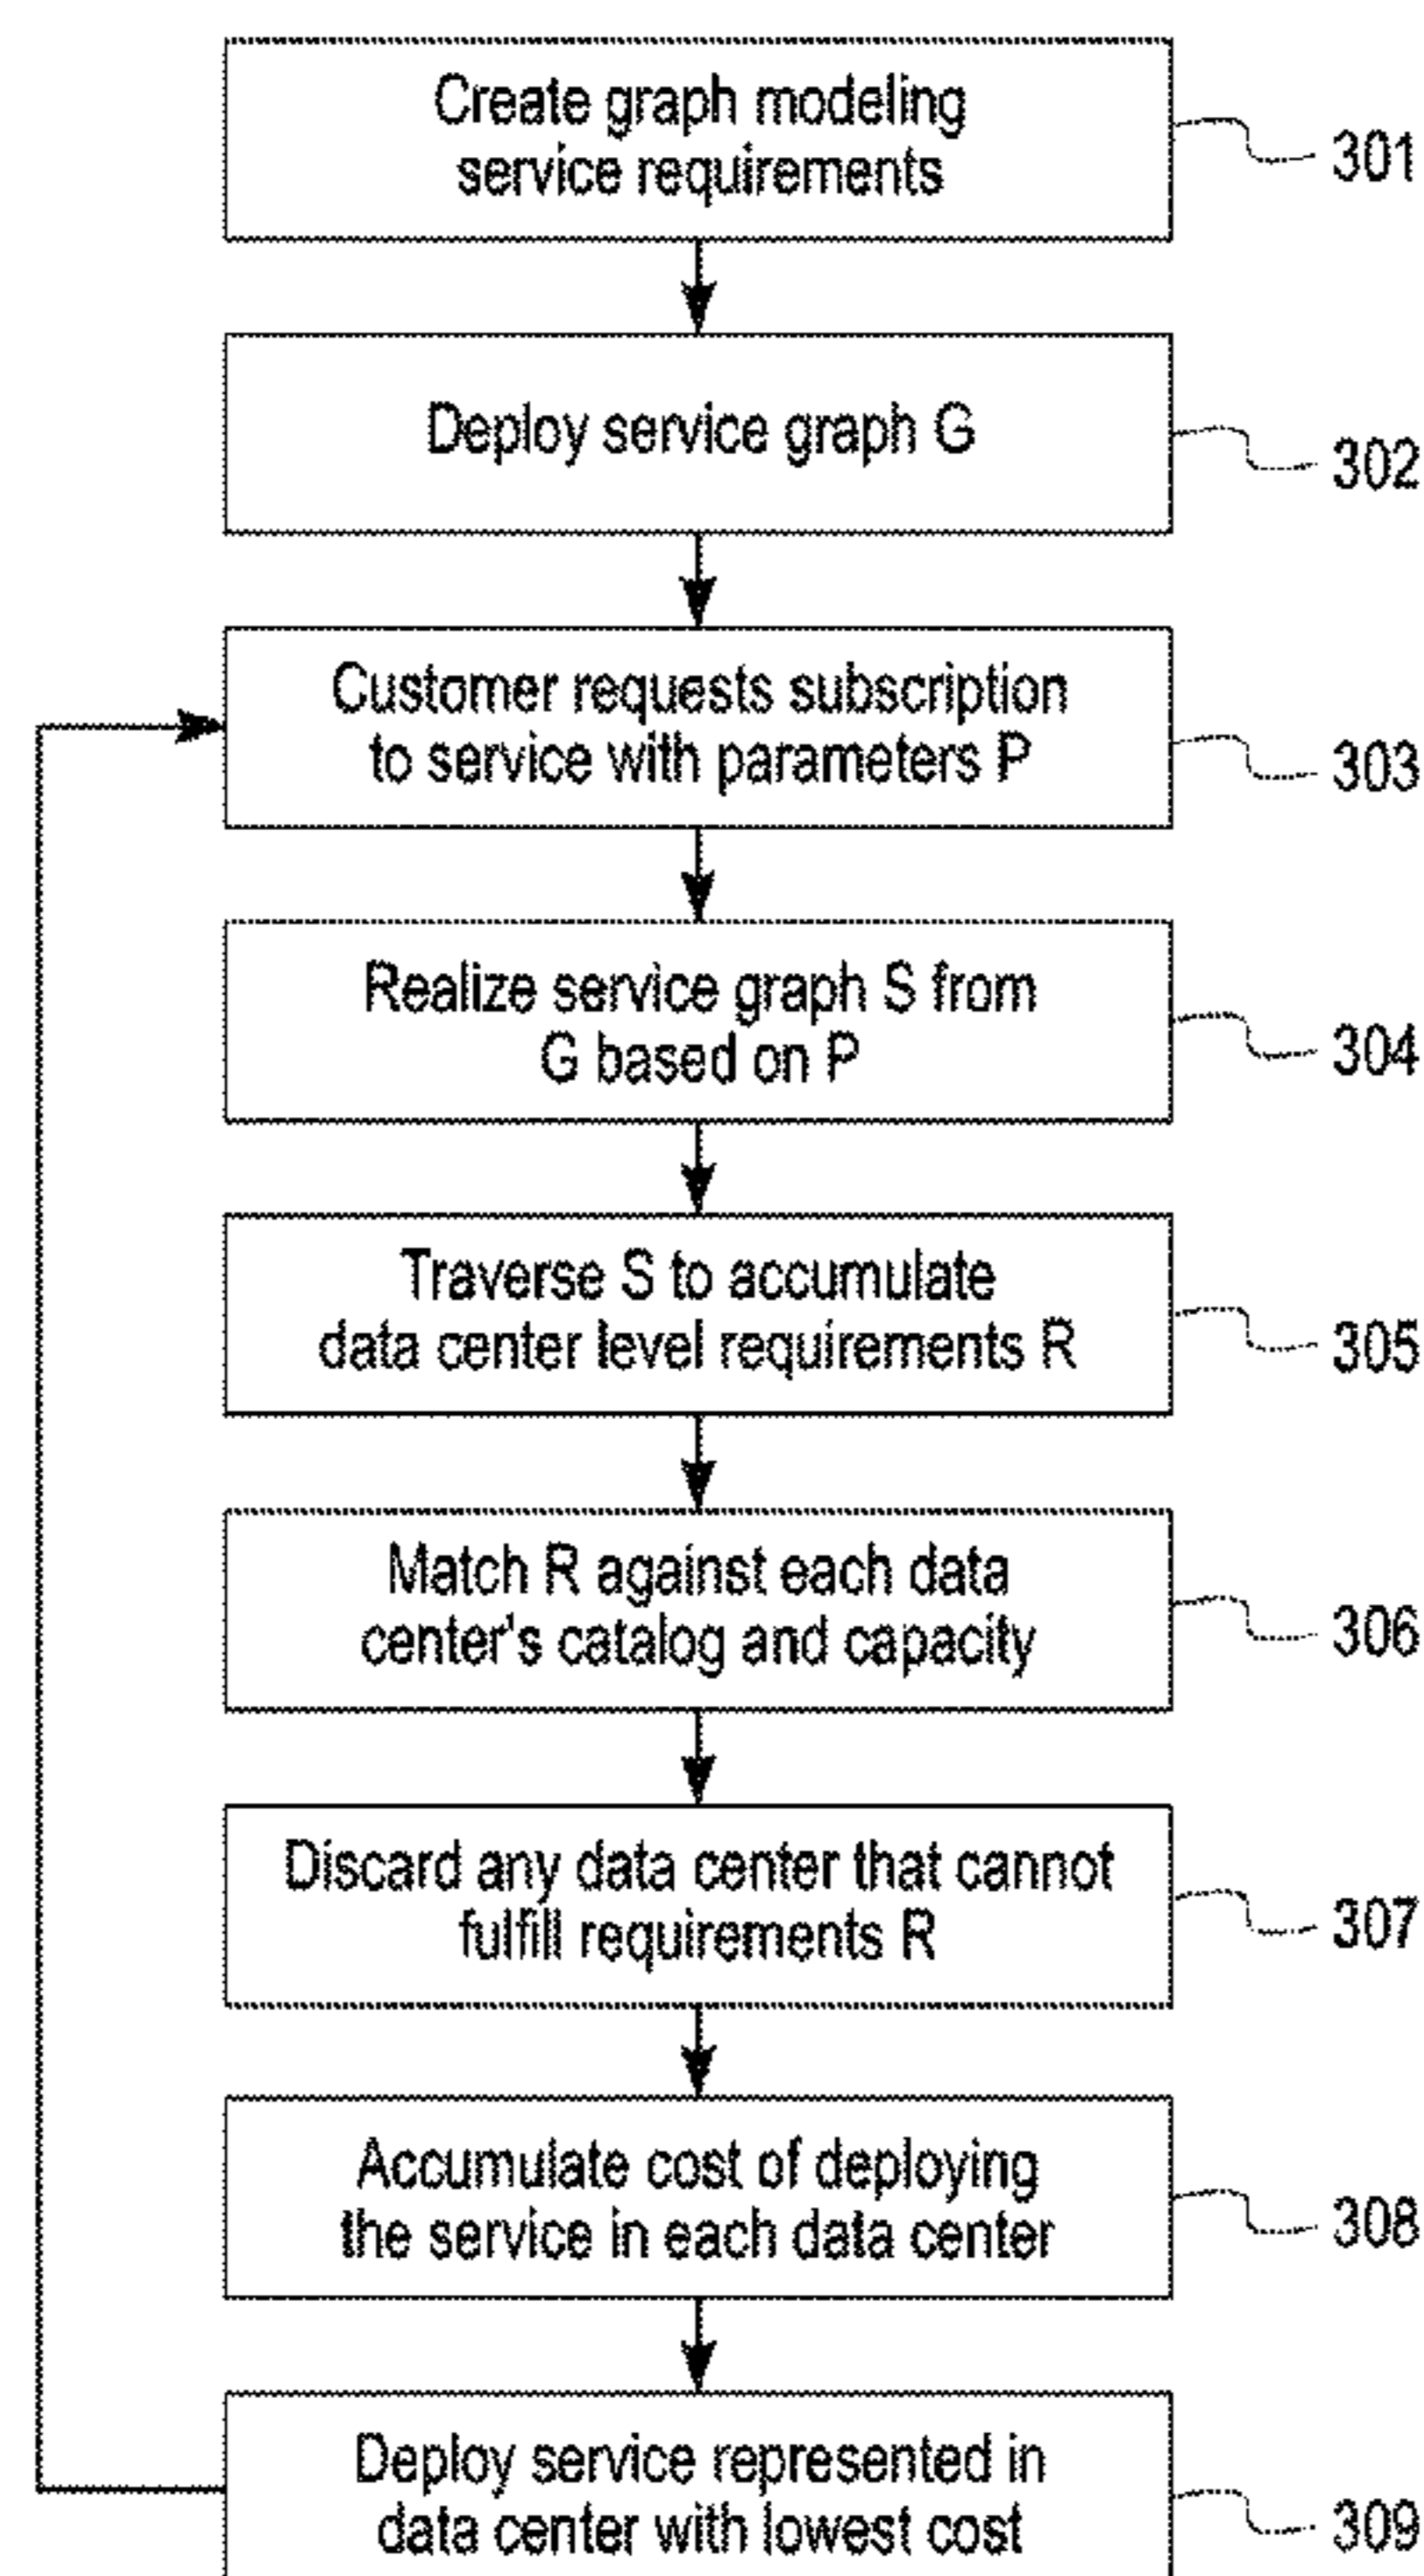 Create graph modeling
service requirements
301
Deploy service graph G
302
Customer requests subscription
to service with parameters P
303
Realize service graph S from
G based on P
304
Traverse S to accumulate
data center level requirements R
305
Match R against each data
center's catalog and capacity
306
Discard any data center that cannot
fulfill requirements R
307
Accumulate cost of deploying
the service in each data center
308
Deploy service represented in
data center with lowest cost
309